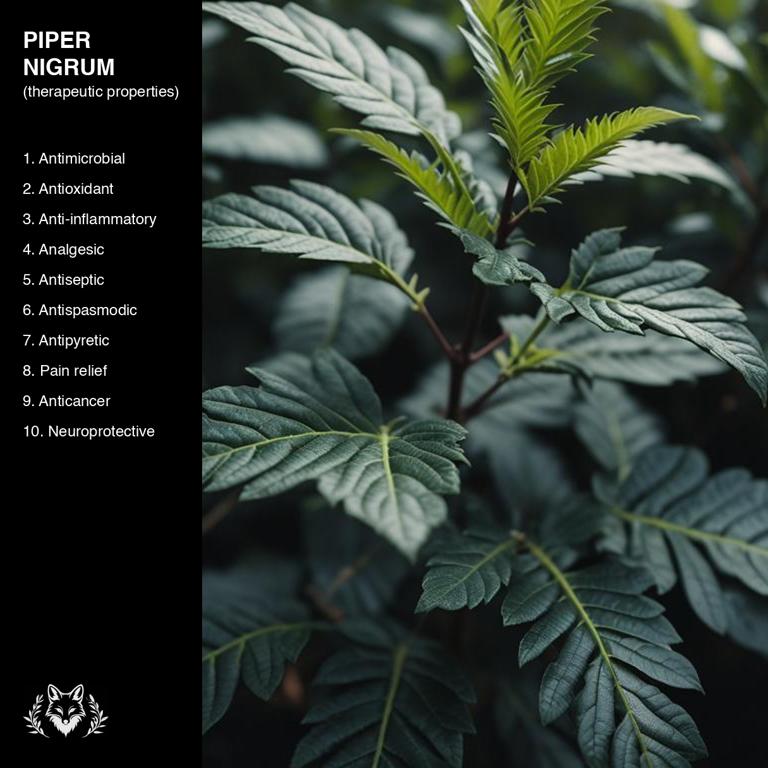 PIPER
NIGRUM
(therapeutic properties)
1. Antimicrobial
2. Antioxidant
3. Anti-inflammatory
4. Analgesic
5. Antiseptic
6. Antispasmodic
7. Antipyretic
8. Pain relief
9. Anticancer
10. Neuroprotective